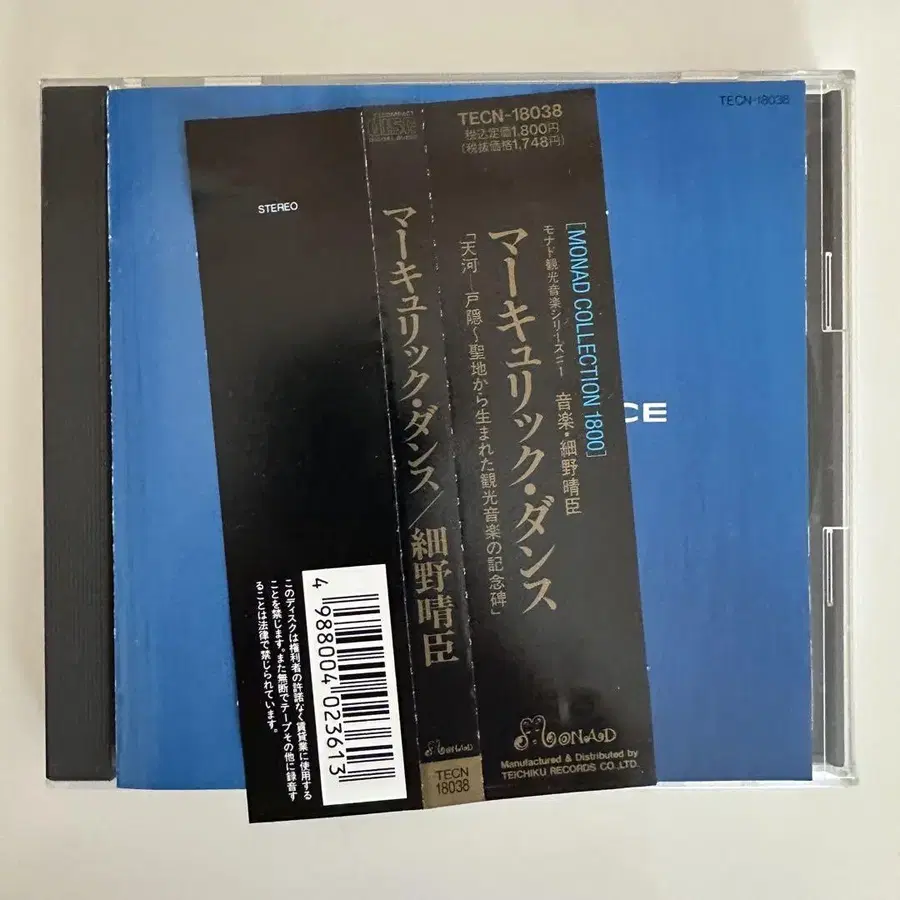 TECN-18038
STEREO
COMPACT
DIGITAL AUDIO
マーキュリック・ダンス/細野晴臣
TECN
18038
TECN-18038
税込定価1,800円
(税抜価格1,748円)
[MONAD COLLECTION 1800]
モナド観光音楽シリーズ=1 音楽・細野晴臣
マーキュリック・ダンス
「天河—戸隠〜聖地から生まれた観光音楽の記念碑」
MONAD
MONAD
Manufactured & Distributed by
TEICHIKU RECORDS CO.,LTD.
4 988004 023613
このディスクは権利者の許諾なく賃貸業に使用する
ことを禁じます。また無断でテープその他に録音す
ることは法律で禁じられています。
CE